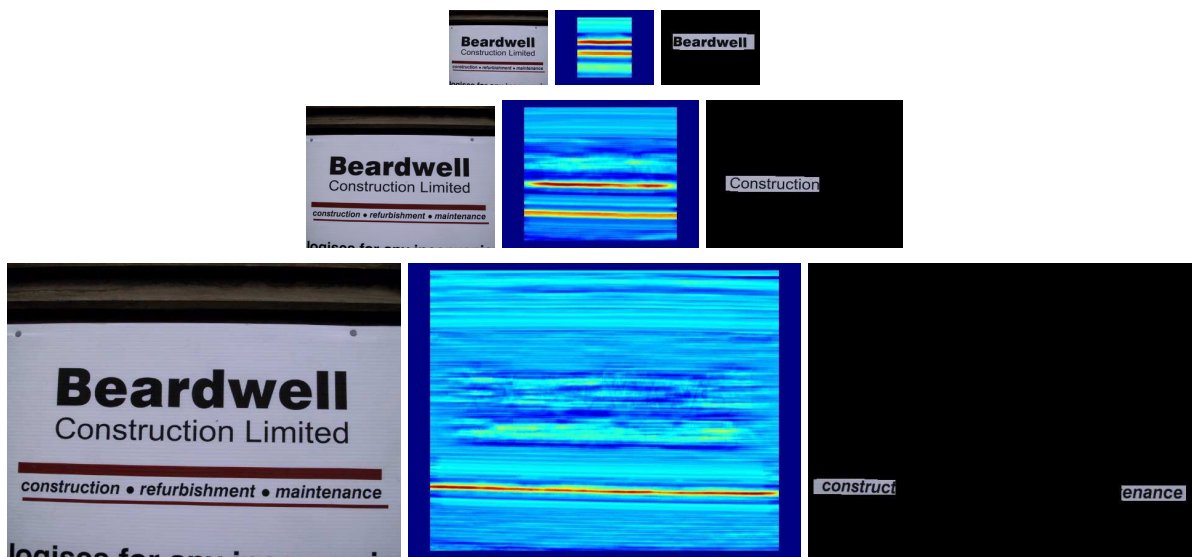 Beardwell
Construction Limited
construction • refurbishment • maintenance
Beardwell
Beardwell
Construction Limited
construction • refurbishment • maintenance
Construction
Beardwell
Construction Limited
construction • refurbishment • maintenance
construct
enance